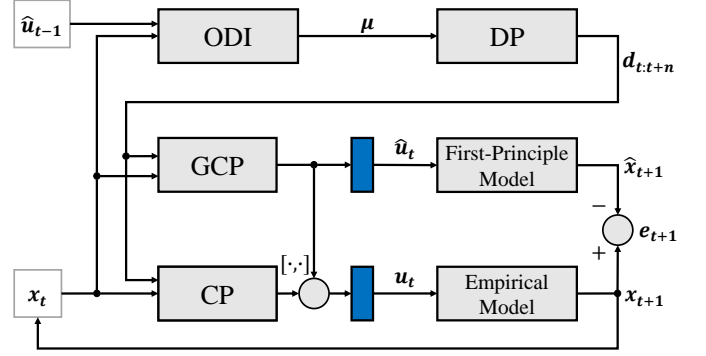 û_{t−1}
ODI
μ
DP
d_{t:t+n}
GCP
û_t
First-Principle
Model
x̂_{t+1}
−
e_{t+1}
+
[·,·]
x_t
CP
u_t
Empirical
Model
x_{t+1}